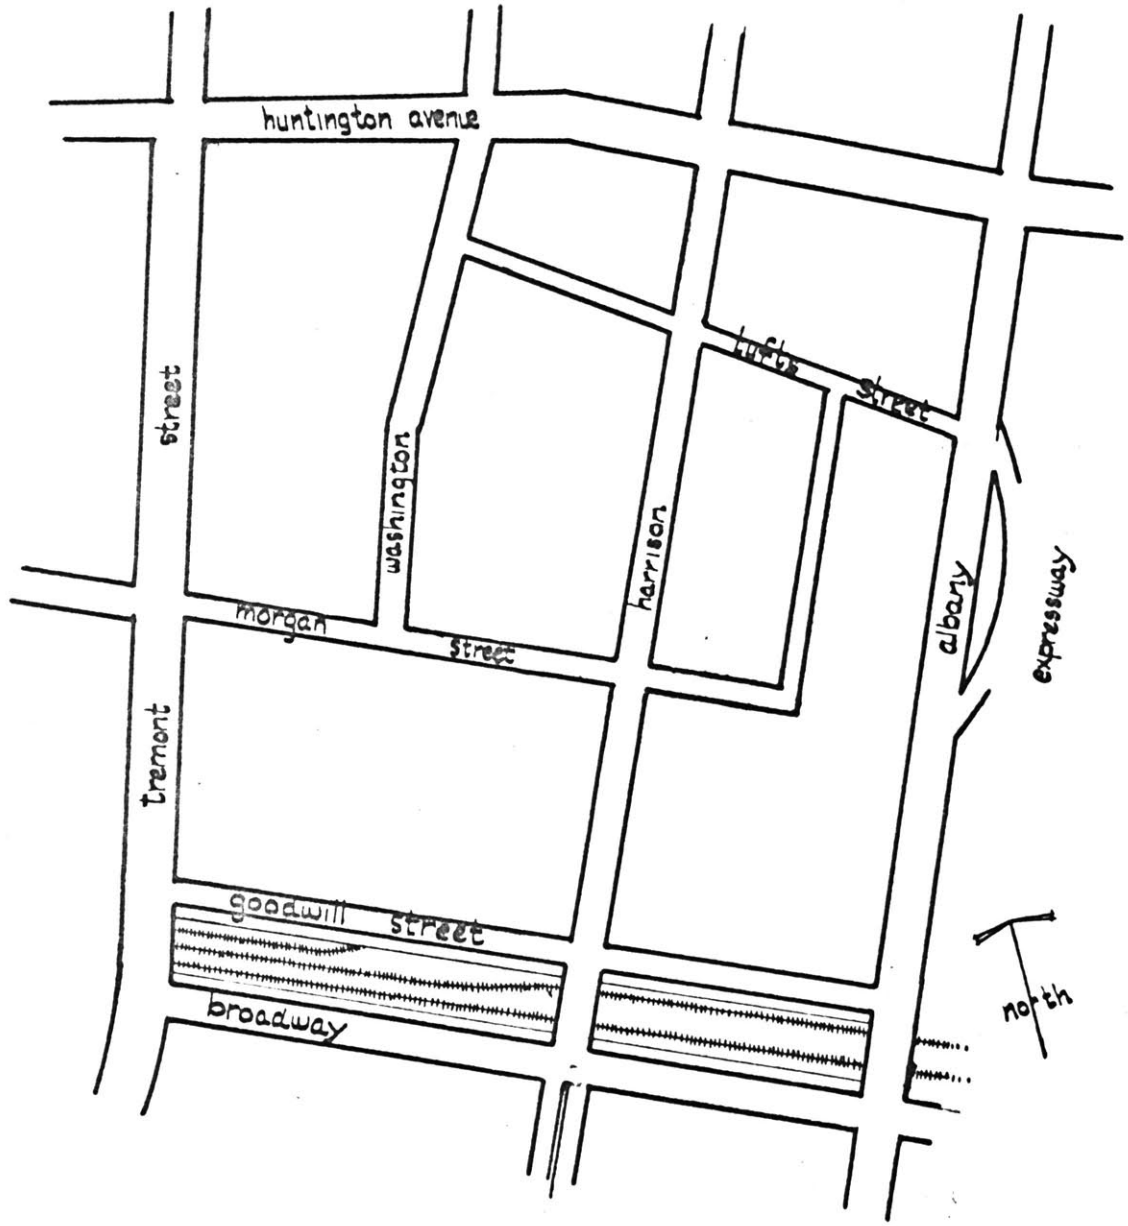 huntington avenue
tufts street
street
washington
harrison
albany
expressway
morgan street
tremont
goodwill street
broadway
north